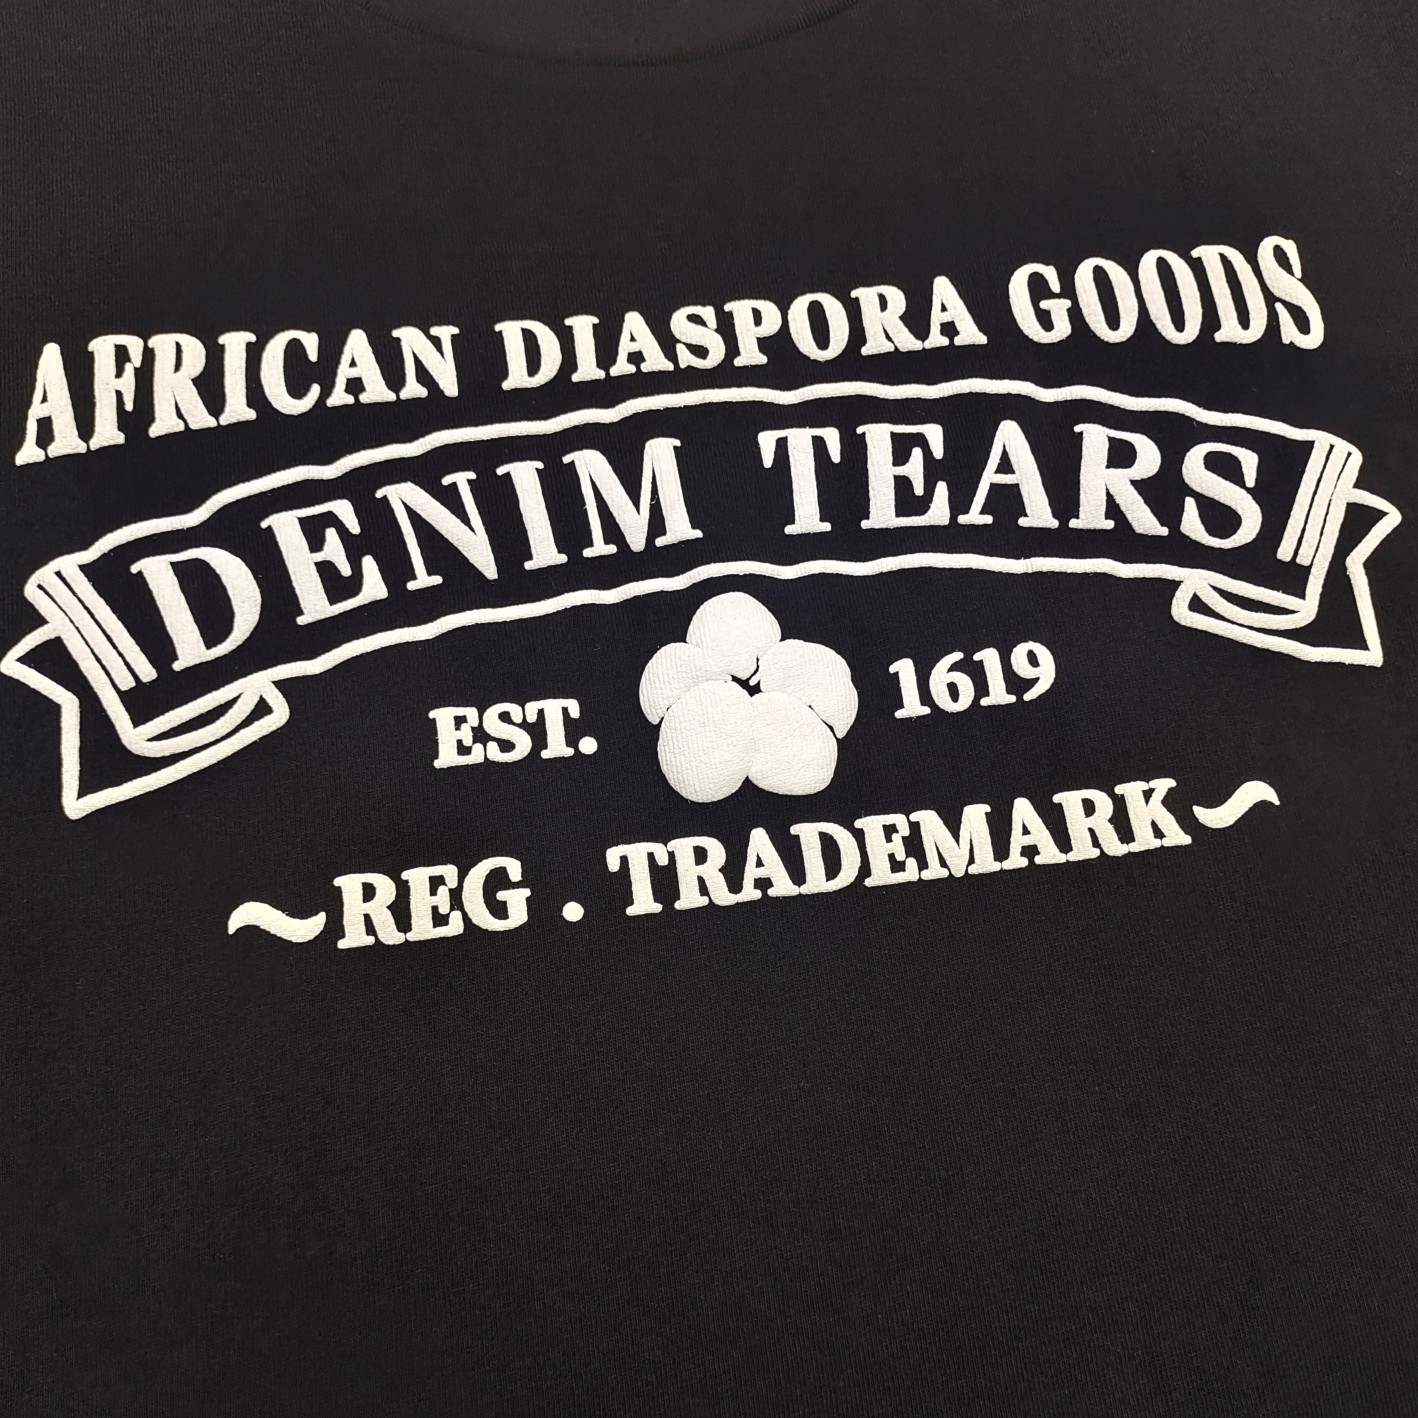 AFRICAN DIASPORA GOODS
DENIM TEARS
EST. 1619
~REG . TRADEMARK~